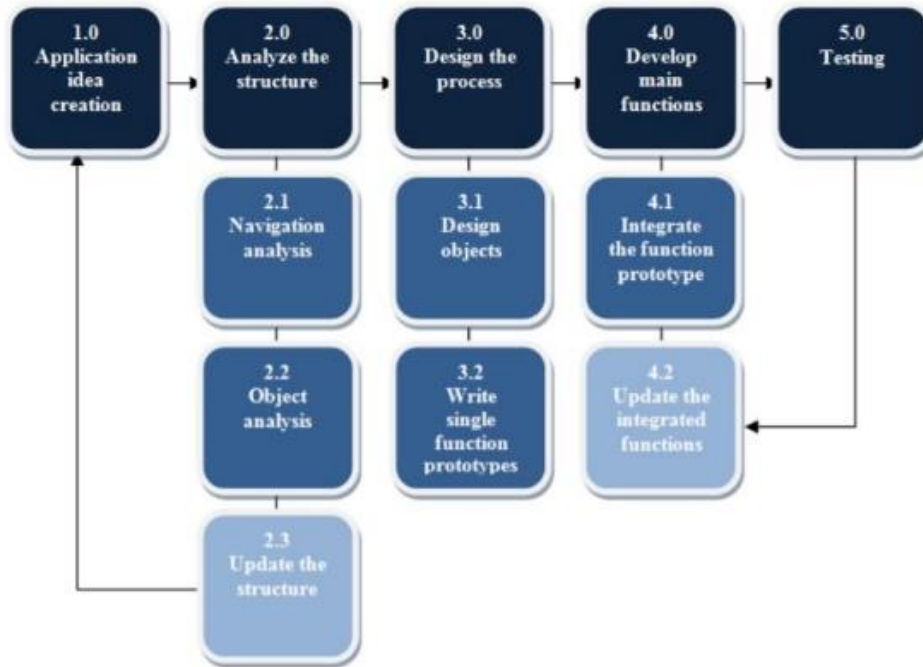 1.0
Application
idea
creation
2.0
Analyze the
structure
3.0
Design the
process
4.0
Develop
main
functions
5.0
Testing
2.1
Navigation
analysis
3.1
Design
objects
4.1
Integrate
the function
prototype
2.2
Object
analysis
3.2
Write
single
function
prototypes
4.2
Update the
integrated
functions
2.3
Update the
structure